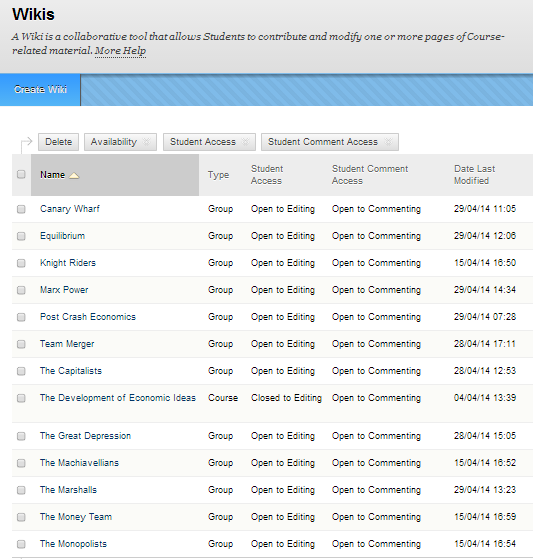 Wikis
A Wiki is a collaborative tool that allows Students to contribute and modify one or more pages of Course-
related material. More Help
Create Wiki
Delete Availability Student Access Student Comment Access
Name Type Student Access Student Comment Access Date Last Modified
Canary Wharf Group Open to Editing Open to Commenting 29/04/14 11:05
Equilibrium Group Open to Editing Open to Commenting 29/04/14 12:06
Knight Riders Group Open to Editing Open to Commenting 15/04/14 16:50
Marx Power Group Open to Editing Open to Commenting 29/04/14 14:34
Post Crash Economics Group Open to Editing Open to Commenting 29/04/14 07:28
Team Merger Group Open to Editing Open to Commenting 28/04/14 17:11
The Capitalists Group Open to Editing Open to Commenting 28/04/14 12:53
The Development of Economic Ideas Course Closed to Editing Open to Commenting 04/04/14 13:39
The Great Depression Group Open to Editing Open to Commenting 28/04/14 15:05
The Machiavellians Group Open to Editing Open to Commenting 15/04/14 16:52
The Marshalls Group Open to Editing Open to Commenting 29/04/14 13:23
The Money Team Group Open to Editing Open to Commenting 15/04/14 16:59
The Monopolists Group Open to Editing Open to Commenting 15/04/14 16:54